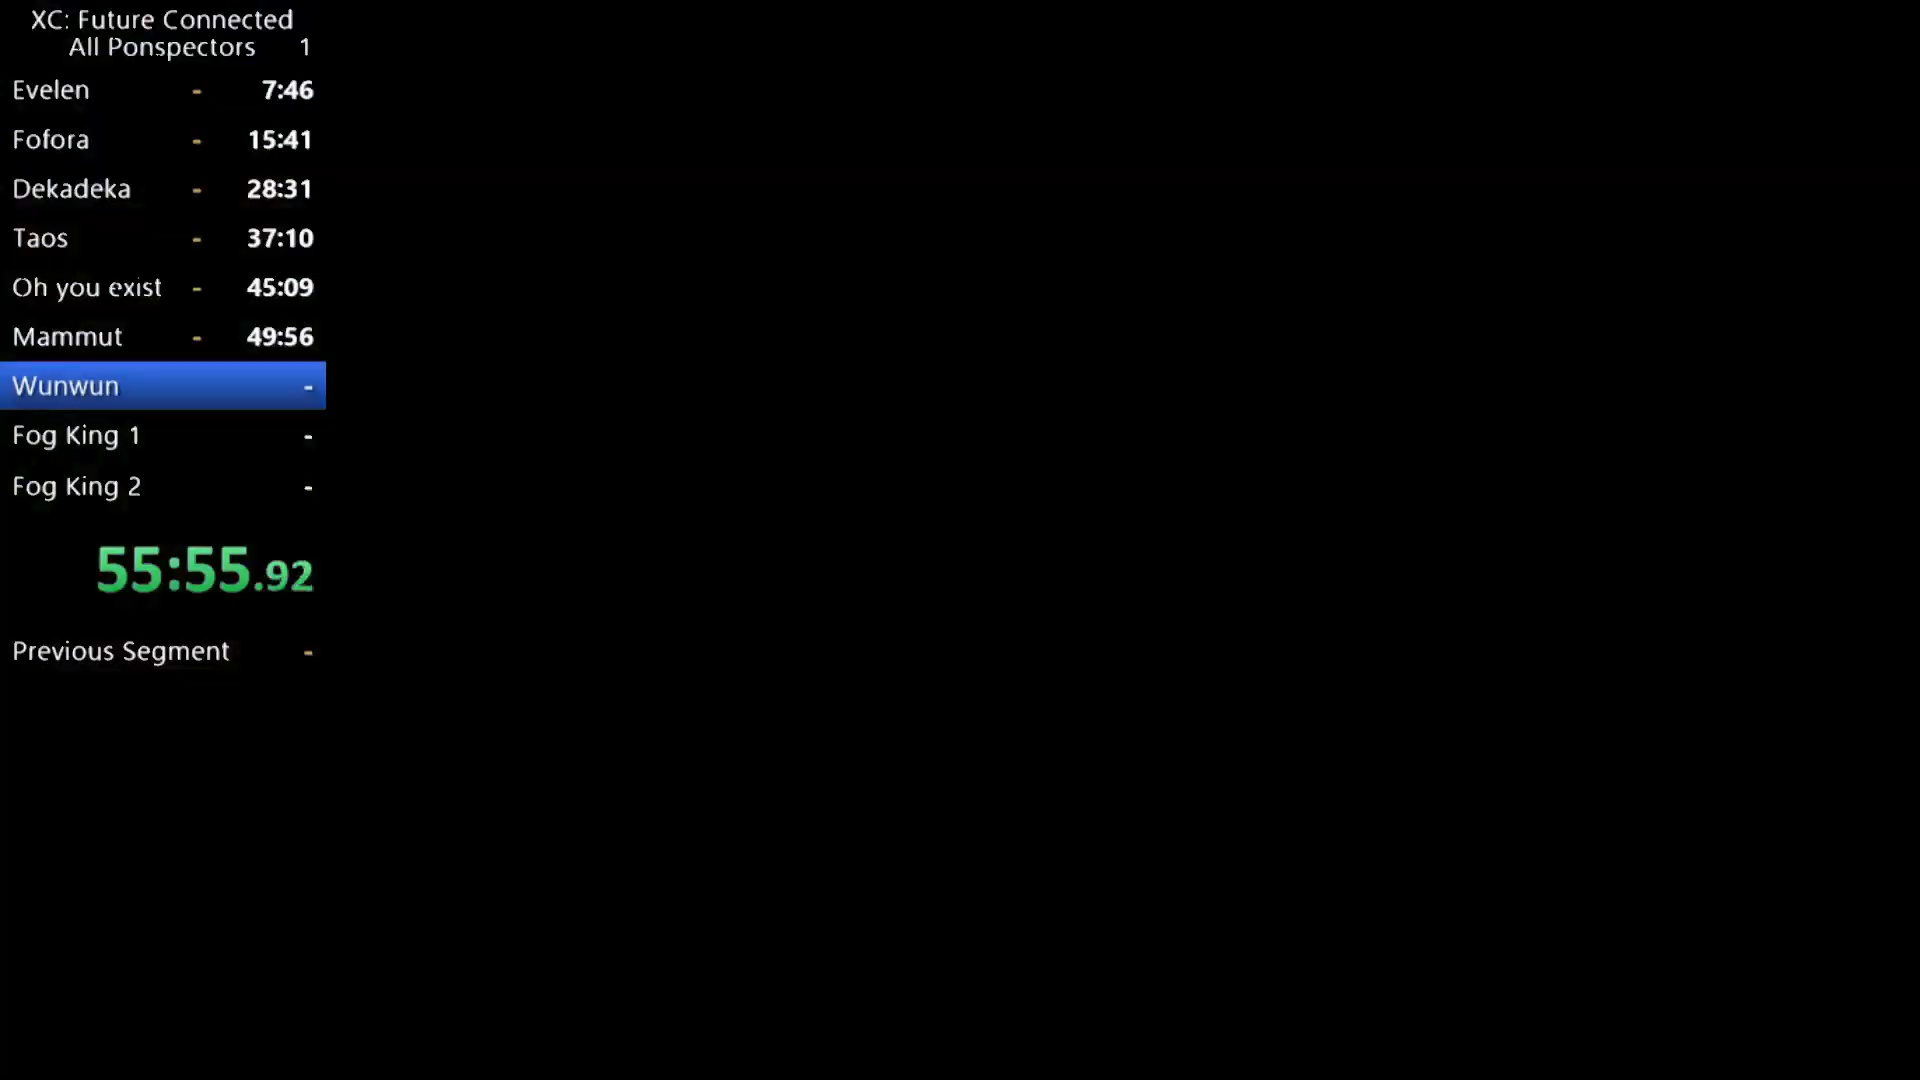 XC: Future Connected
All Ponspectors 1
Evelen - 7:46
Fofora - 15:41
Dekadeka - 28:31
Taos - 37:10
Oh you exist - 45:09
Mammut - 49:56
Wunwun -
Fog King 1 -
Fog King 2 -
55:55.92
Previous Segment -